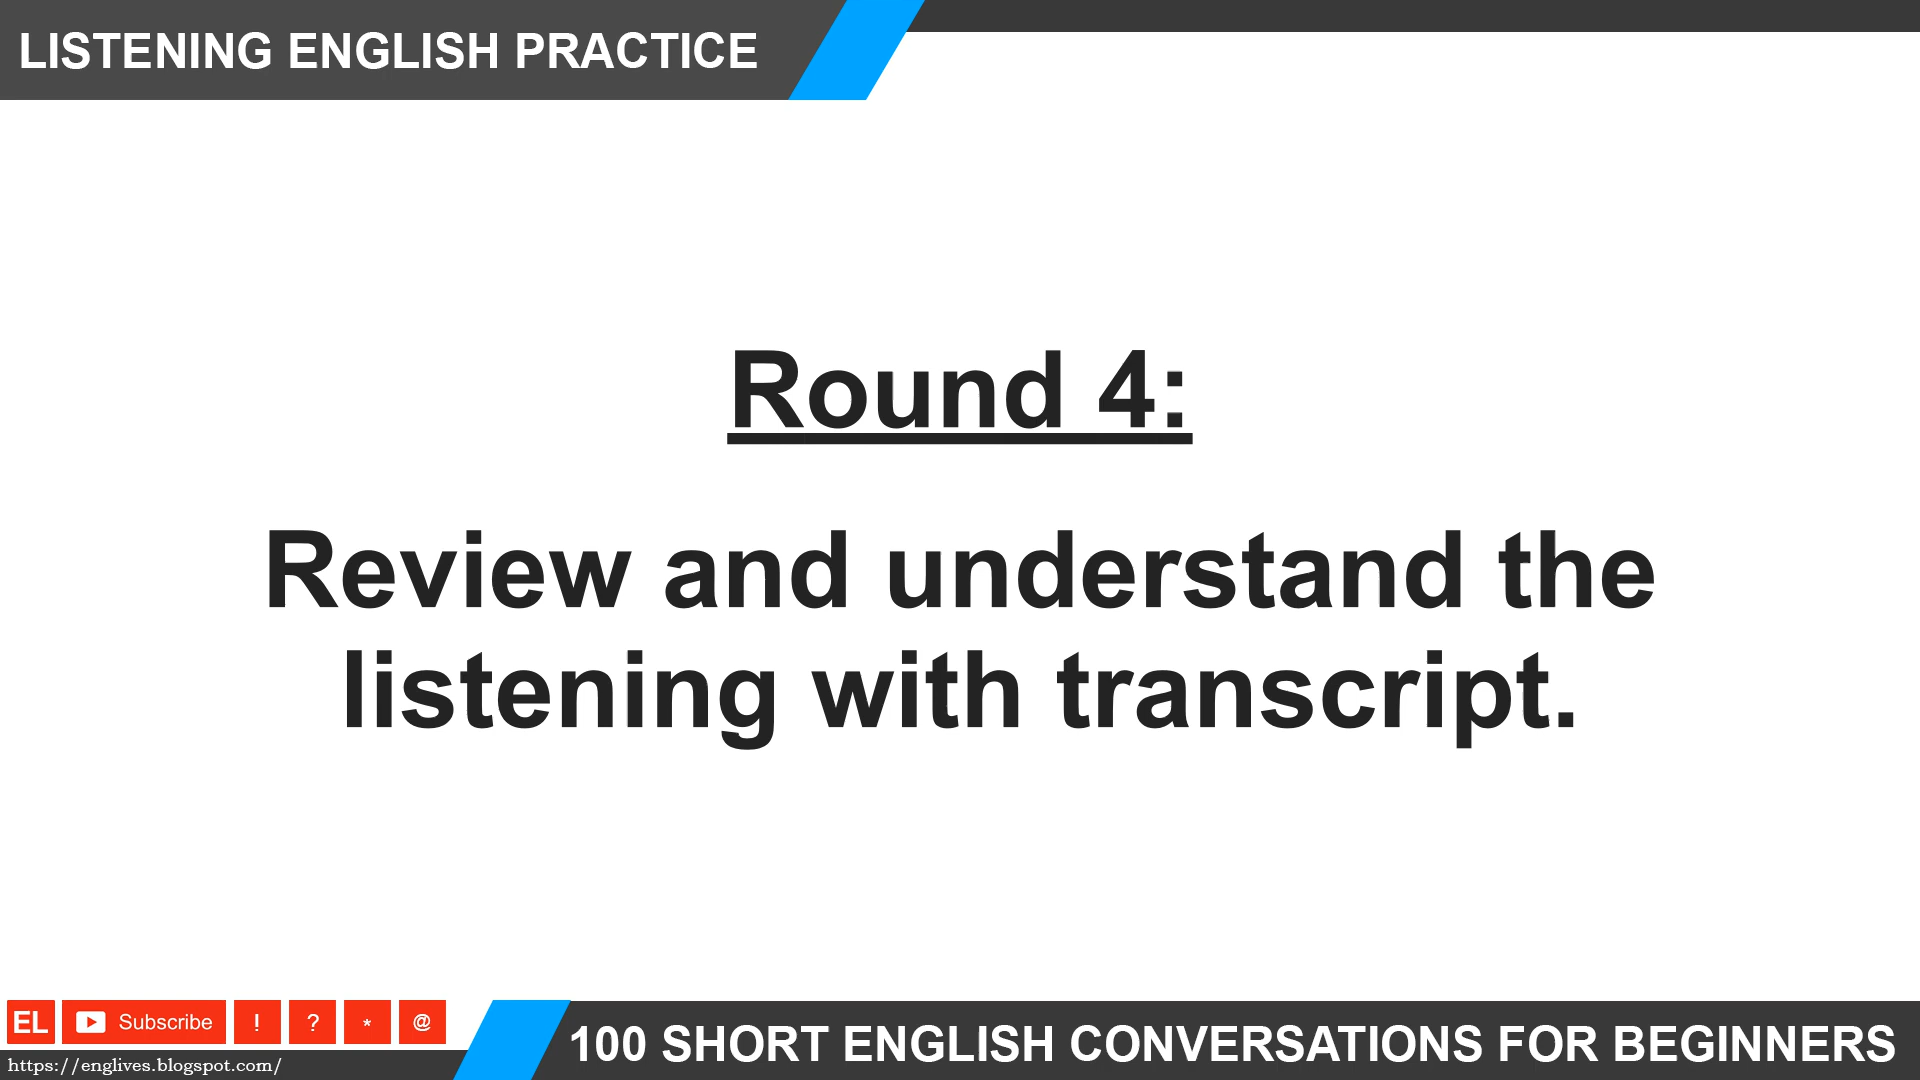 LISTENING ENGLISH PRACTICE
Round 4:
Review and understand the
listening with transcript.
EL Subscribe ! ? * @
https://englives.blogspot.com/
100 SHORT ENGLISH CONVERSATIONS FOR BEGINNERS